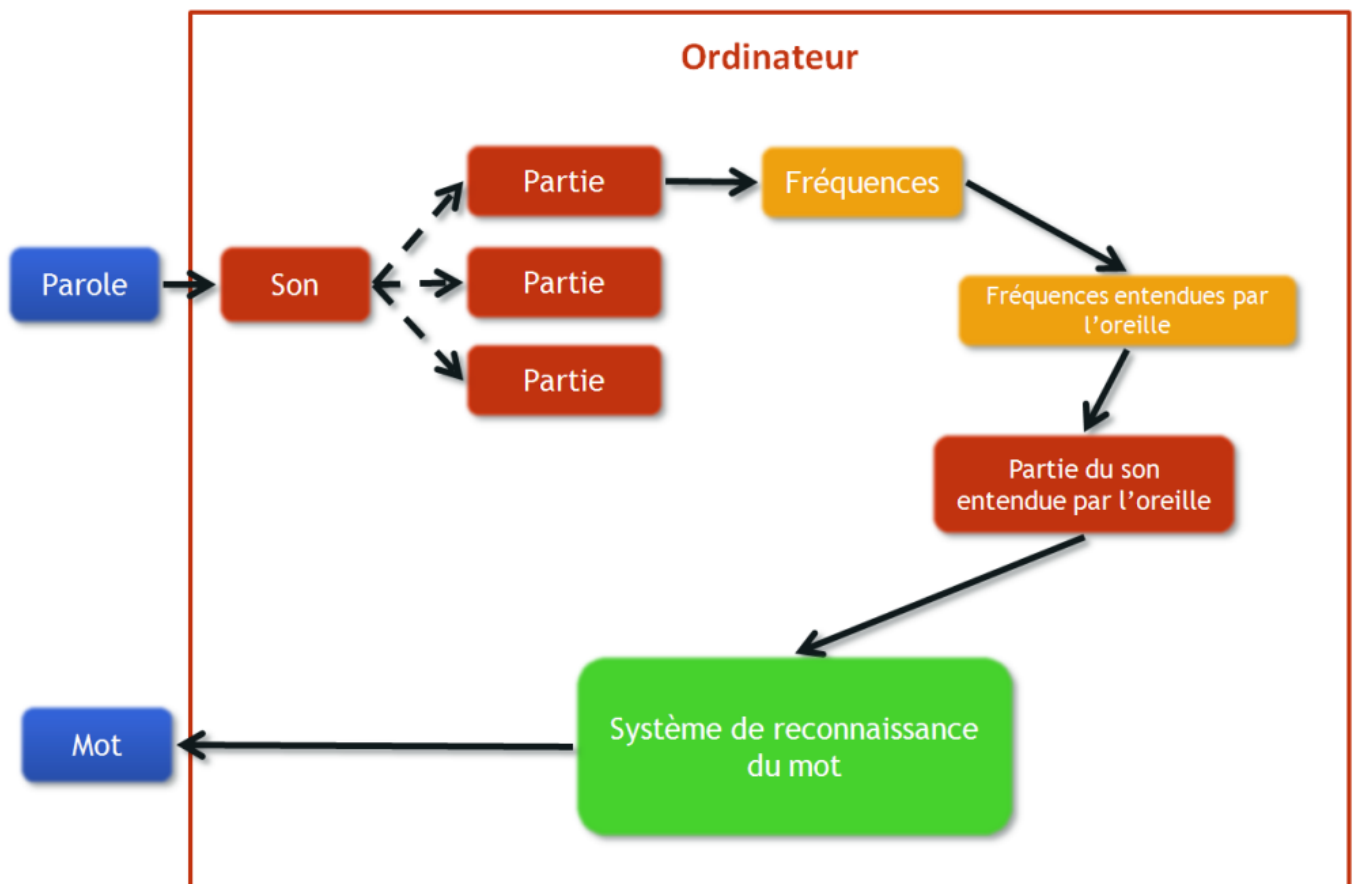 Ordinateur
Partie
Fréquences
Parole
Son
Partie
Fréquences entendues par
l'oreille
Partie
Partie du son
entendue par l'oreille
Système de reconnaissance
du mot
Mot